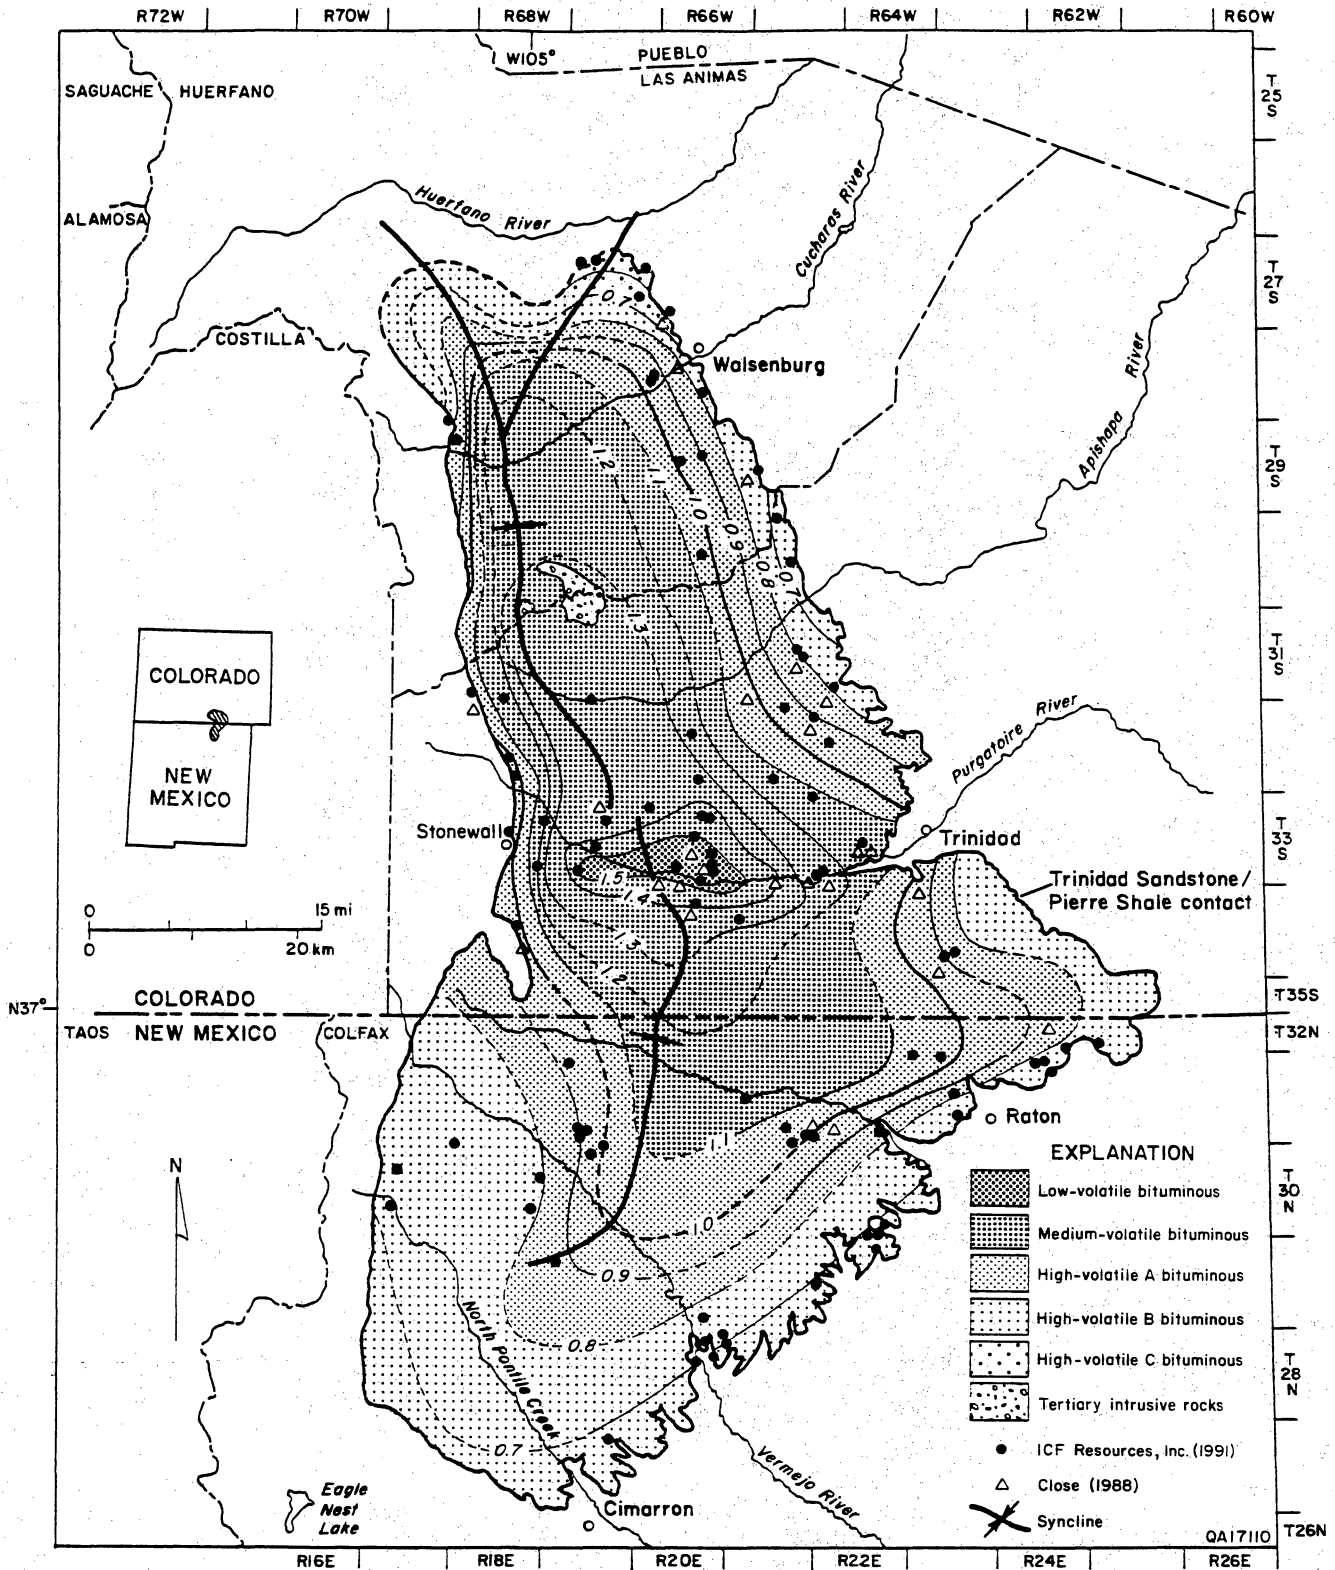 R72W R70W R68W R66W R64W R62W R60W
W105°
PUEBLO
LAS ANIMAS
SAGUACHE HUERFANO
T
25
S
ALAMOSA
Huerfano River
Cucharas River
T
27
S
0.7
COSTILLA
Walsenburg
River
Apishapa
1.2
1.1
1.0
0.9
0.8
0.7
T
29
S
1.3
T
31
S
COLORADO
NEW
MEXICO
Purgatoire River
Stonewall
Trinidad
T
33
S
1.5
1.4
1.3
1.2
Trinidad Sandstone/
Pierre Shale contact
0 15 mi
0 20 km
N37°
COLORADO
NEW MEXICO
TAOS
COLFAX
T35S
T32N
Raton
1.1
1.0
0.9
0.8
0.7
N
T
30
N
T
28
N
T26N
North Pontile Creek
Vermejo River
Eagle
Nest
Lake
Cimarron
EXPLANATION
Low-volatile bituminous
Medium-volatile bituminous
High-volatile A bituminous
High-volatile B bituminous
High-volatile C bituminous
Tertiary intrusive rocks
ICF Resources, Inc. (1991)
Close (1988)
Syncline
QA17110
R16E R18E R20E R22E R24E R26E